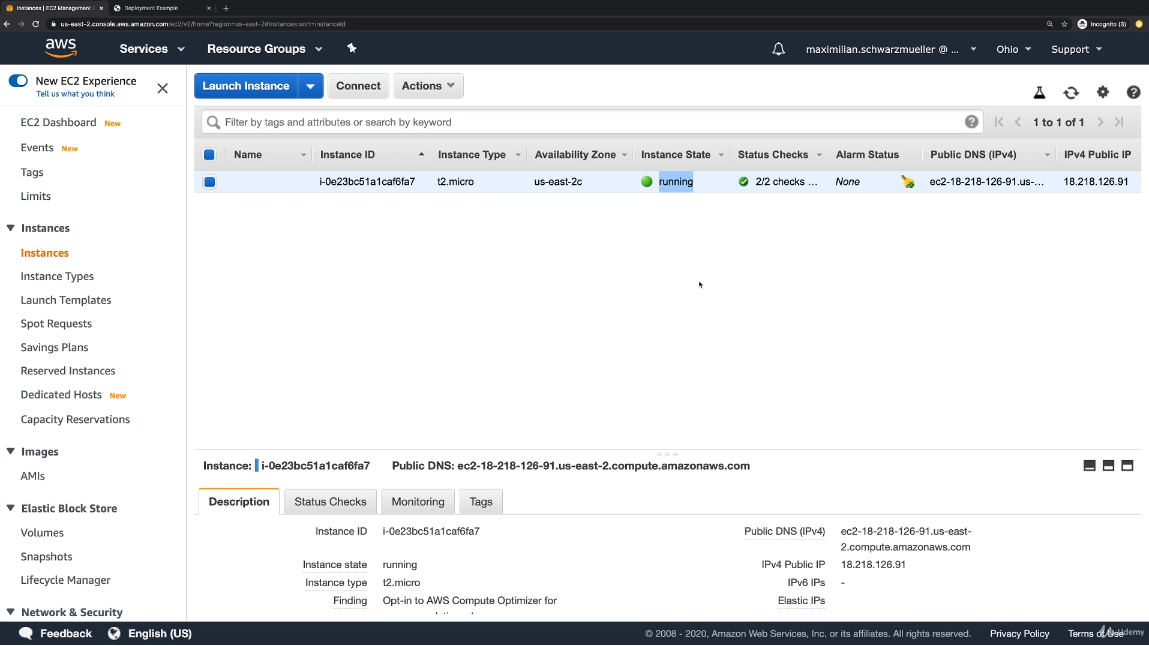 Instances | EC2 Management
Deployment Example
us-east-2.console.aws.amazon.com/ec2/v2/home?region=us-east-2#Instances:sort=instanceId
Incognito (3)
aws
Services
Resource Groups
maximilian.schwarzmueller @ ...
Ohio
Support
New EC2 Experience
Tell us what you think
Launch Instance
Connect
Actions
EC2 Dashboard New
Events New
Tags
Limits
Instances
Instances
Instance Types
Launch Templates
Spot Requests
Savings Plans
Reserved Instances
Dedicated Hosts New
Capacity Reservations
Images
AMIs
Elastic Block Store
Volumes
Snapshots
Lifecycle Manager
Network & Security
Filter by tags and attributes or search by keyword
1 to 1 of 1
Name Instance ID Instance Type Availability Zone Instance State Status Checks Alarm Status Public DNS (IPv4) IPv4 Public IP
i-0e23bc51a1caf6fa7 t2.micro us-east-2c running 2/2 checks ... None ec2-18-218-126-91.us-... 18.218.126.91
Instance: i-0e23bc51a1caf6fa7 Public DNS: ec2-18-218-126-91.us-east-2.compute.amazonaws.com
Description Status Checks Monitoring Tags
Instance ID i-0e23bc51a1caf6fa7
Public DNS (IPv4) ec2-18-218-126-91.us-east-
2.compute.amazonaws.com
Instance state running
IPv4 Public IP 18.218.126.91
Instance type t2.micro
IPv6 IPs -
Finding Opt-in to AWS Compute Optimizer for
Elastic IPs
Feedback
English (US)
© 2008 - 2020, Amazon Web Services, Inc. or its affiliates. All rights reserved.
Privacy Policy
Terms of Use
Udemy